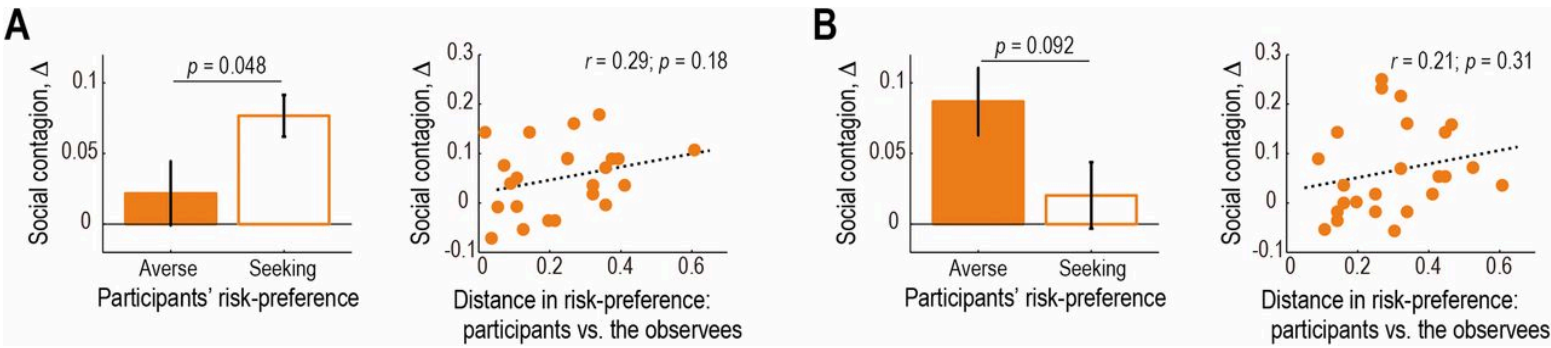 A
Social contagion, Δ
0.1
0.05
0
p = 0.048
Averse
Seeking
Participants' risk-preference
Social contagion, Δ
0.3
0.2
0.1
0
-0.1
r = 0.29; p = 0.18
0
0.2
0.4
0.6
Distance in risk-preference:
participants vs. the observees
B
Social contagion, Δ
0.1
0.05
0
p = 0.092
Averse
Seeking
Participants' risk-preference
Social contagion, Δ
0.3
0.2
0.1
0
-0.1
r = 0.21; p = 0.31
0
0.2
0.4
0.6
Distance in risk-preference:
participants vs. the observees